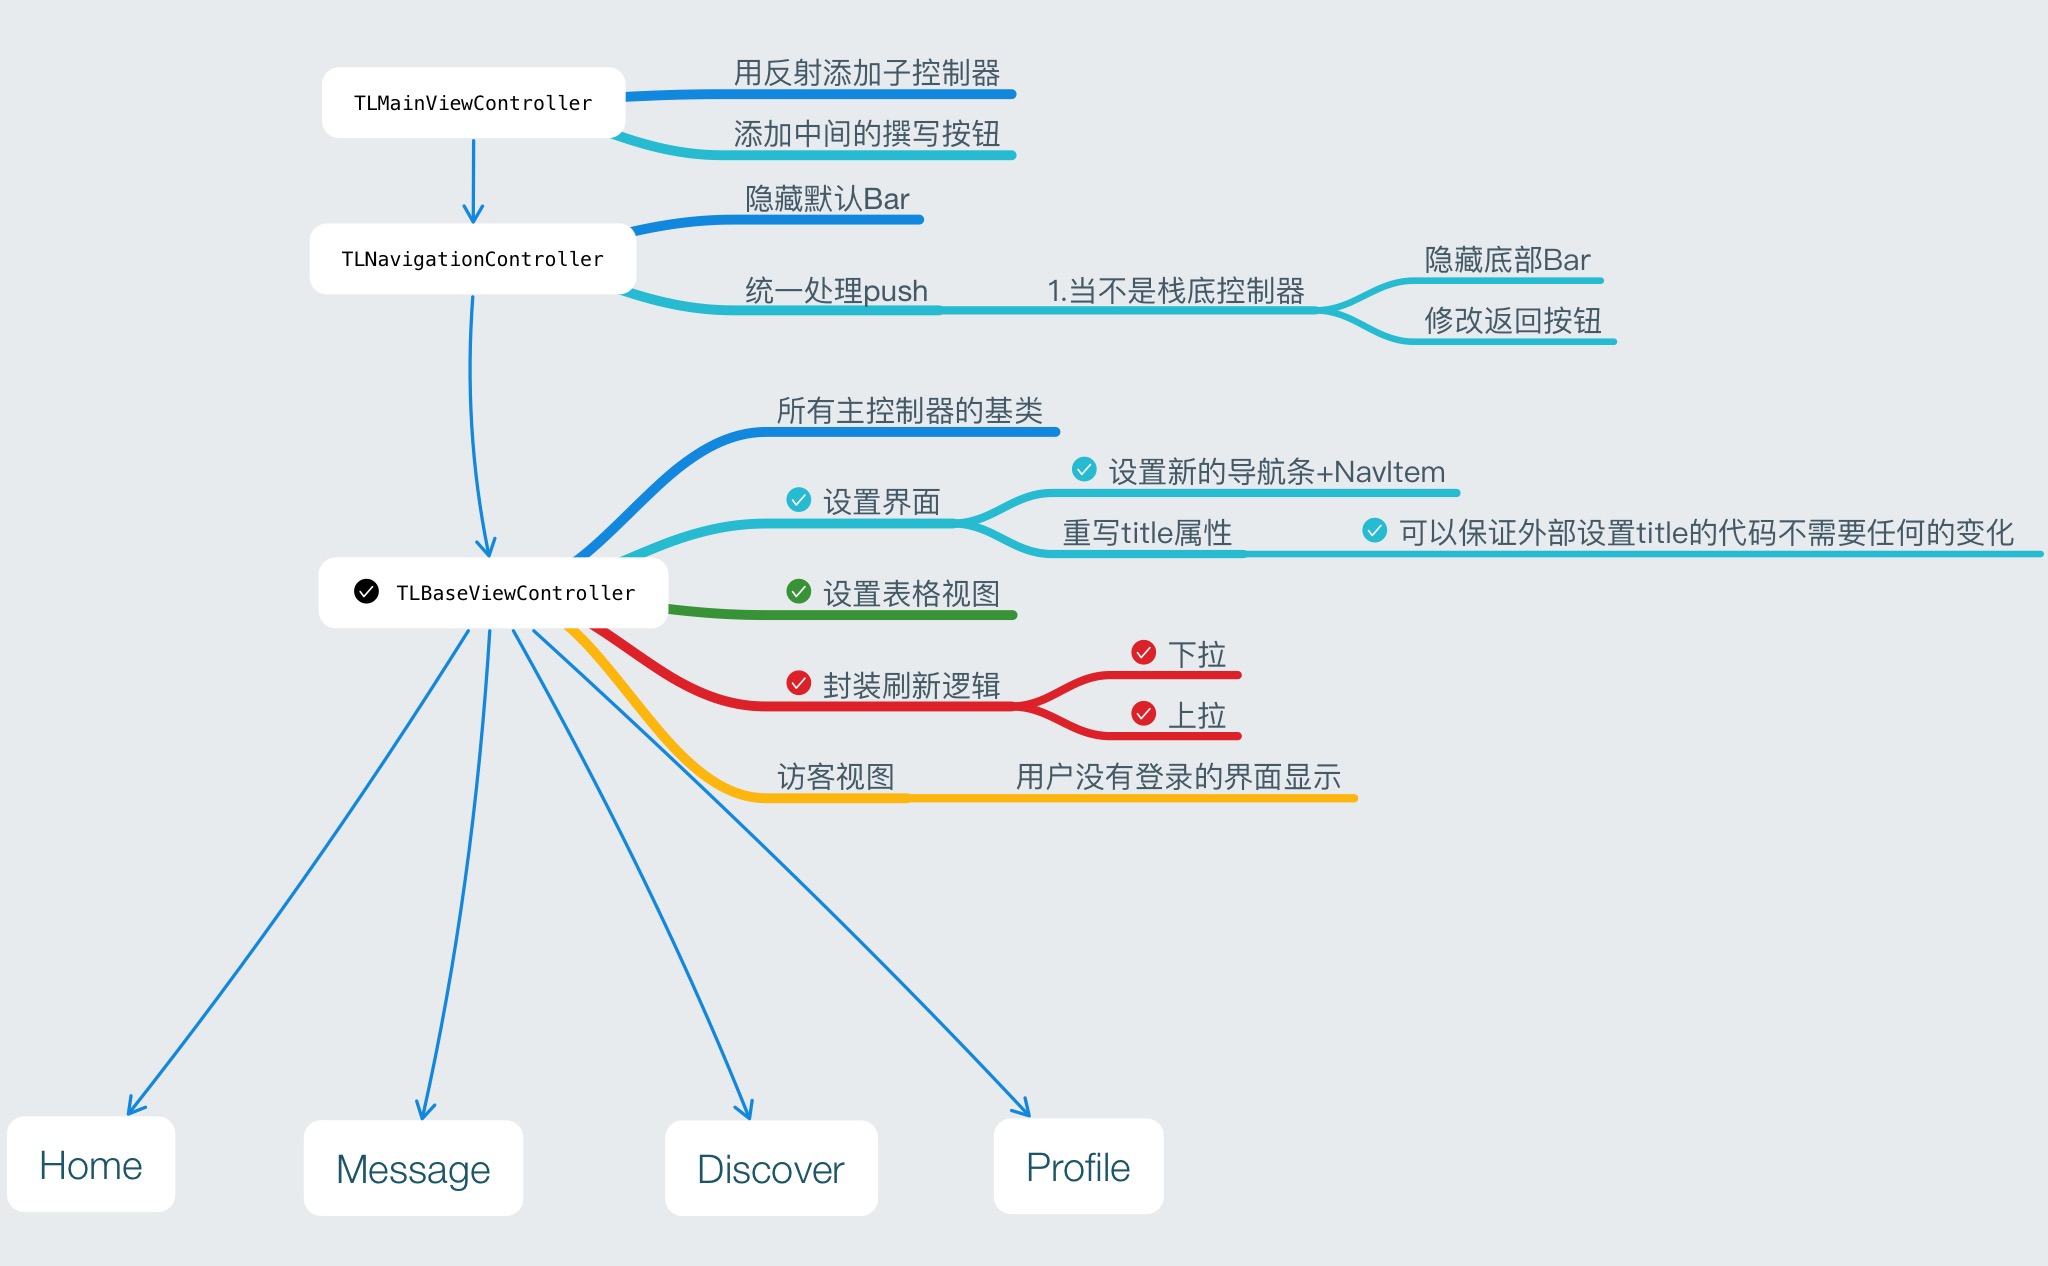 TLMainViewController
用反射添加子控制器
添加中间的撰写按钮
TLNavigationController
隐藏默认Bar
统一处理push
1.当不是栈底控制器
隐藏底部Bar
修改返回按钮
TLBaseViewController
所有主控制器的基类
设置界面
设置新的导航条+NavItem
重写title属性
可以保证外部设置title的代码不需要任何的变化
设置表格视图
封装刷新逻辑
下拉
上拉
访客视图
用户没有登录的界面显示
Home
Message
Discover
Profile